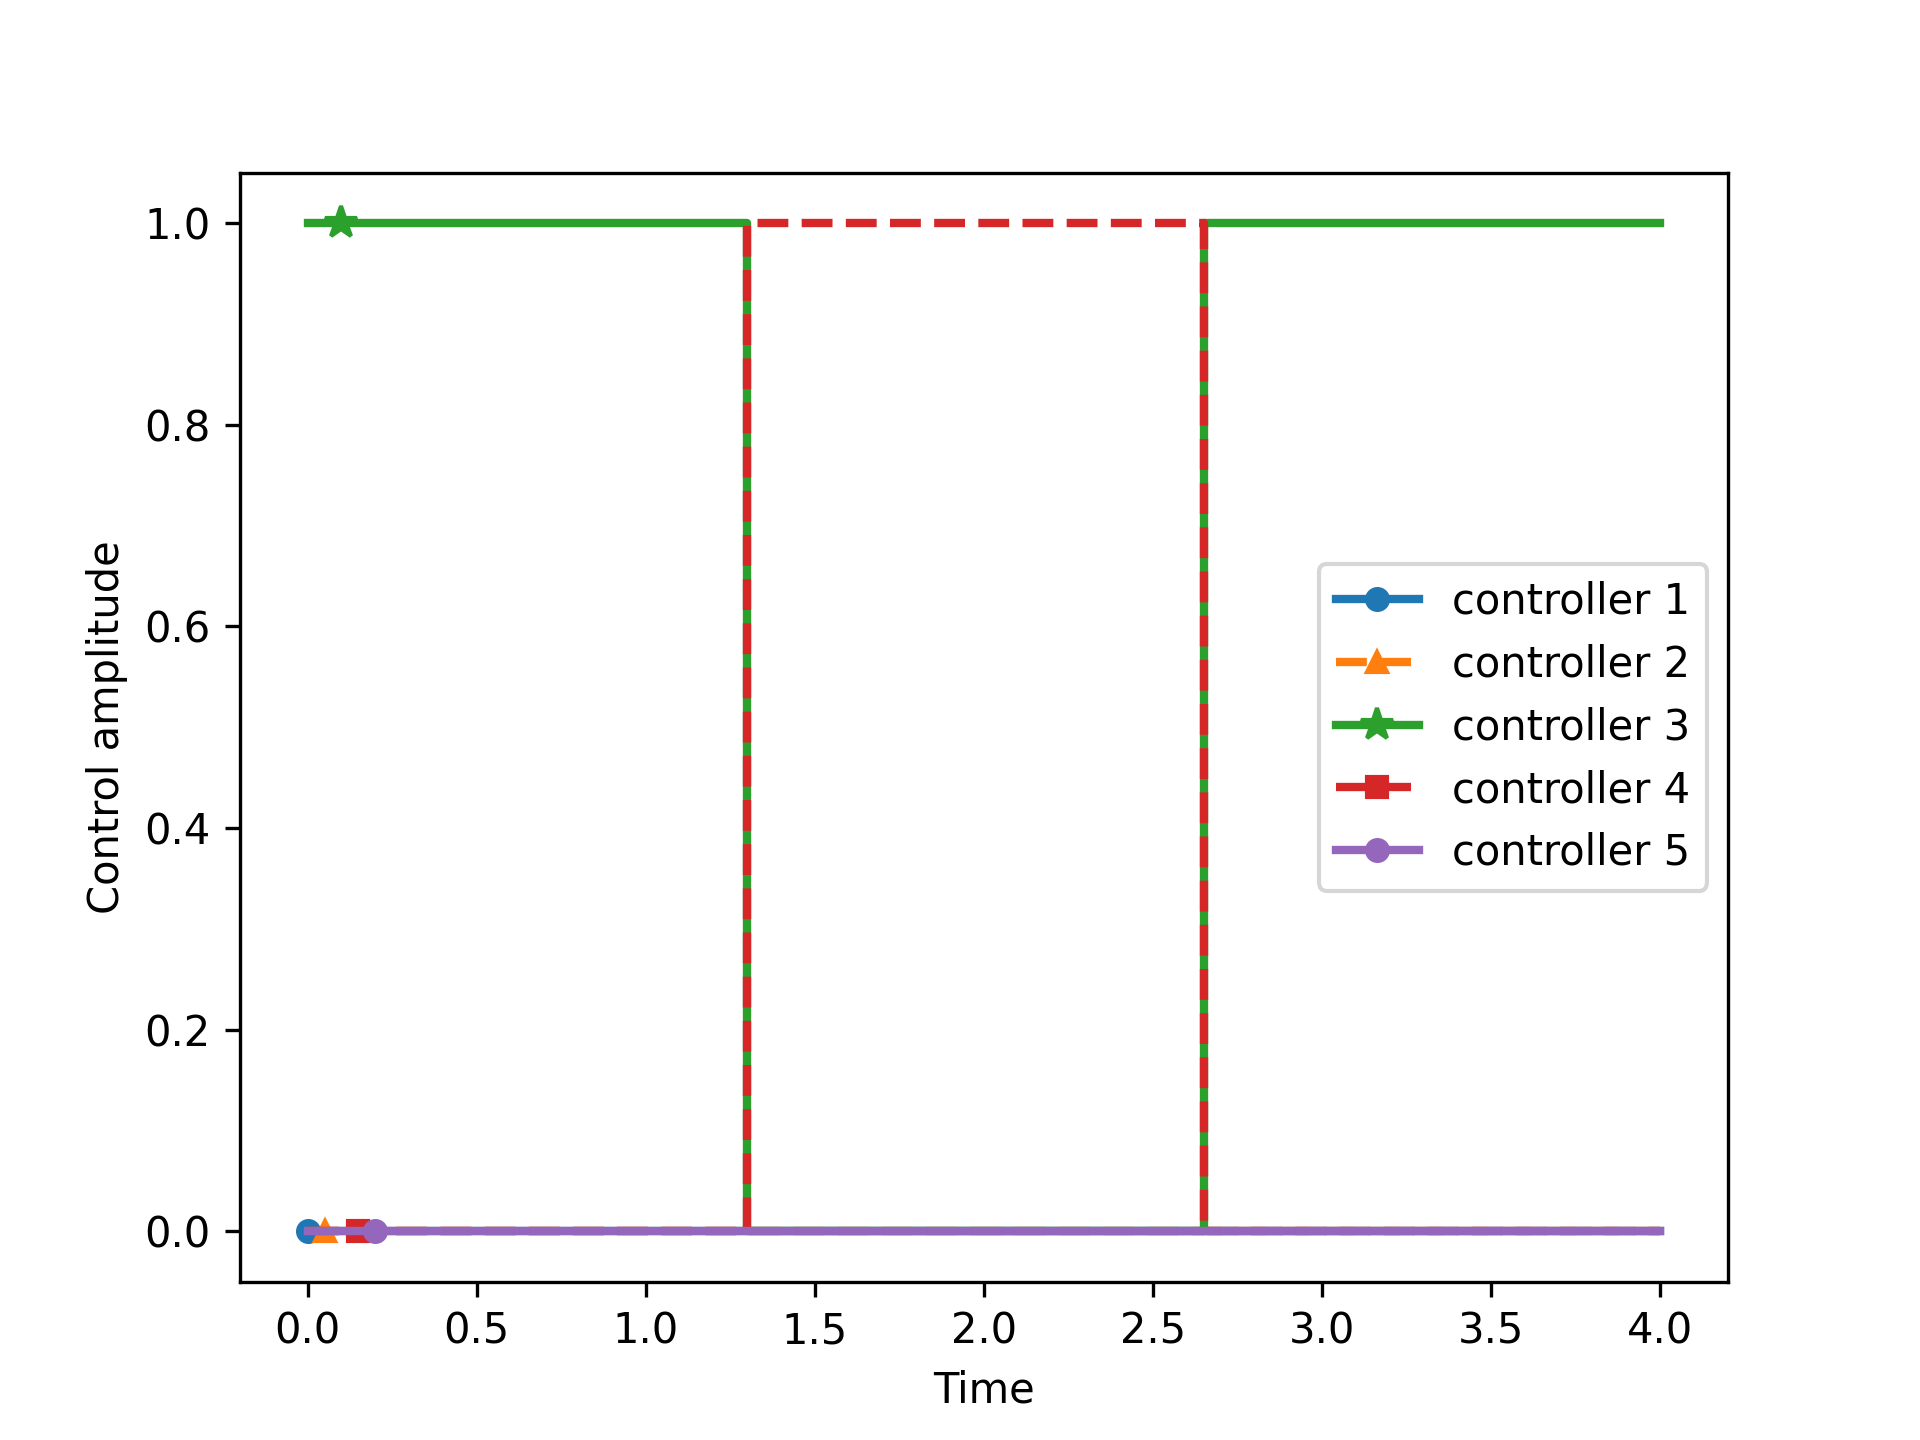 1.0
0.8
0.6
0.4
0.2
0.0
Control amplitude
controller 1
controller 2
controller 3
controller 4
controller 5
0.0 0.5 1.0 1.5 2.0 2.5 3.0 3.5 4.0
Time